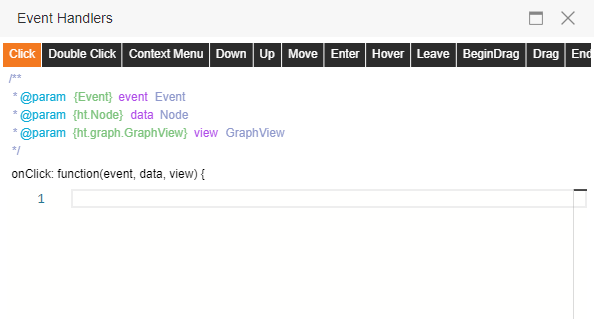 Event Handlers
Click Double Click Context Menu Down Up Move Enter Hover Leave BeginDrag Drag End
/**
* @param {Event} event Event
* @param {ht.Node} data Node
* @param {ht.graph.GraphView} view GraphView
*/
onClick: function(event, data, view) {
1